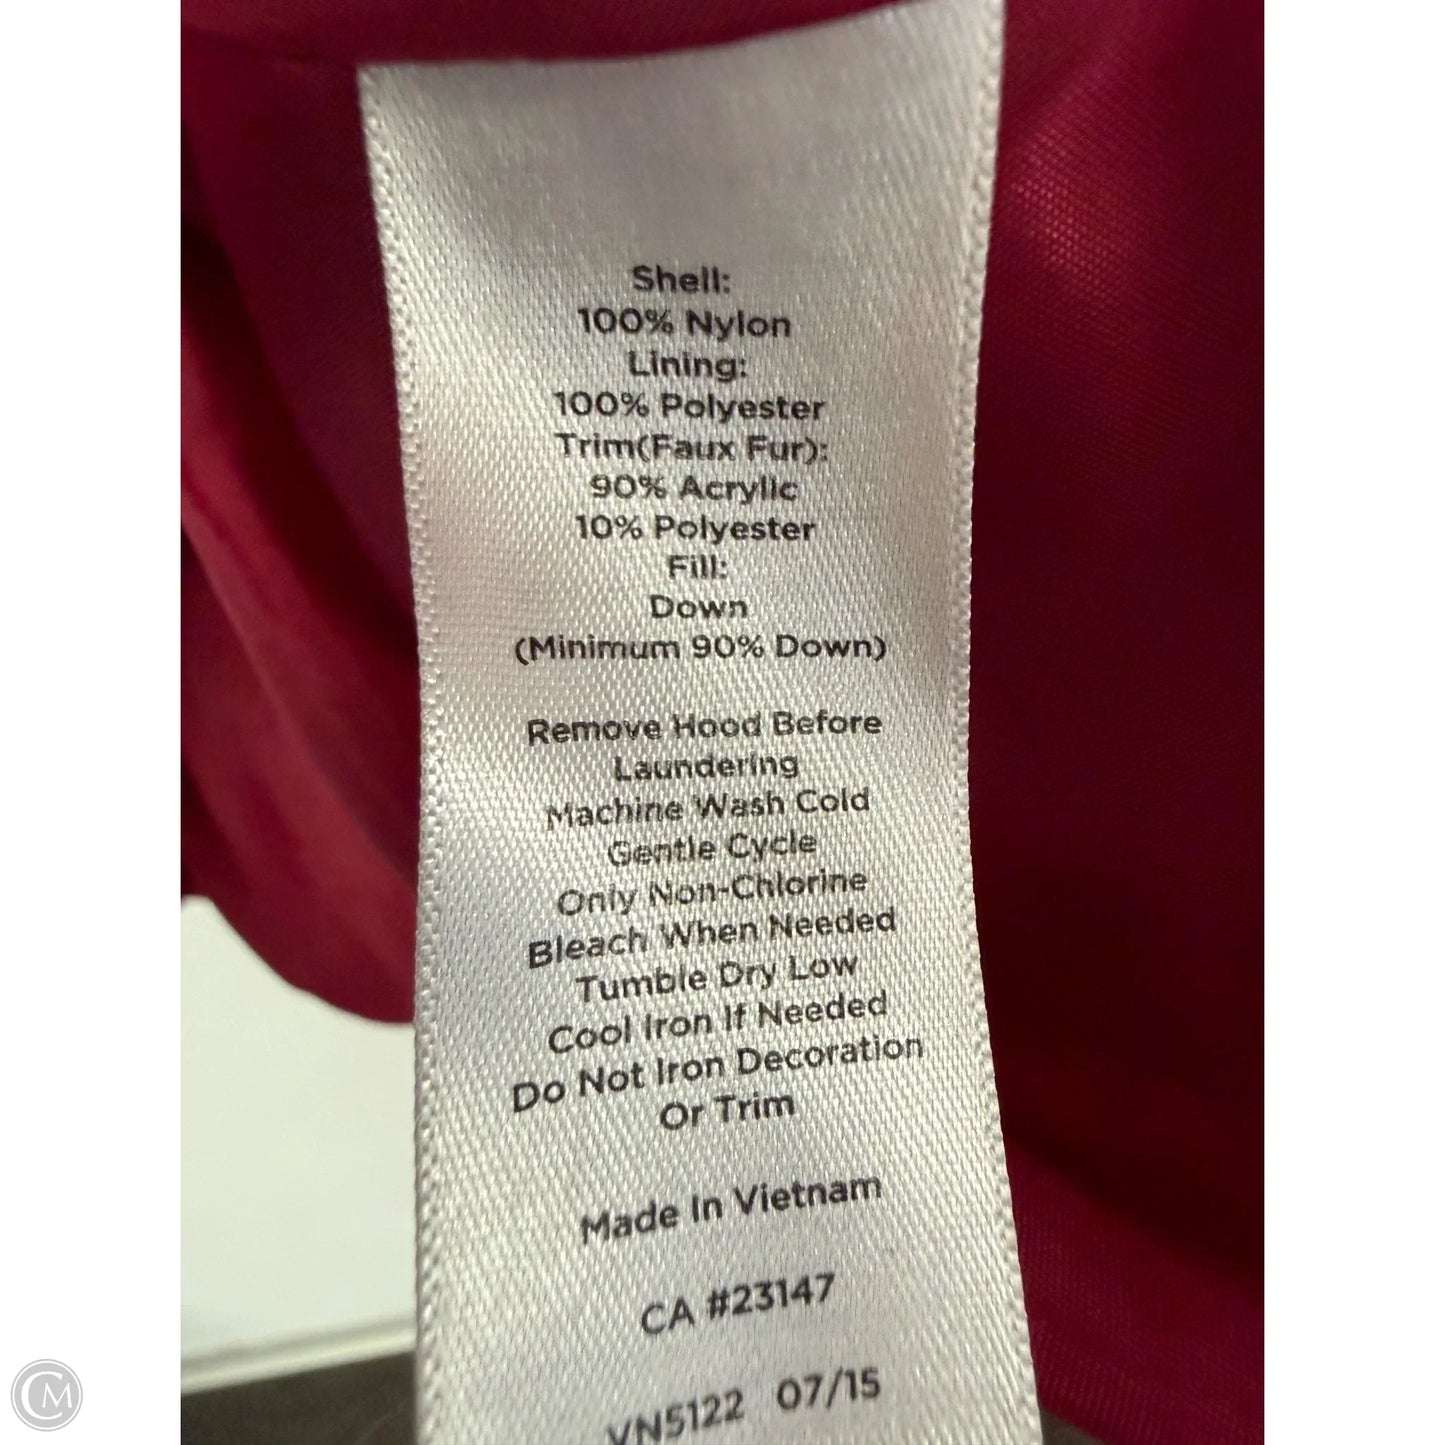 Shell:
100% Nylon
Lining:
100% Polyester
Trim(Faux Fur):
90% Acrylic
10% Polyester
Fill:
Down
(Minimum 90% Down)
Remove Hood Before
Laundering
Machine Wash Cold
Gentle Cycle
Only Non-Chlorine
Bleach When Needed
Tumble Dry Low
Cool Iron If Needed
Do Not Iron Decoration
Or Trim
Made In Vietnam
CA #23147
VN5122 07/15
CM